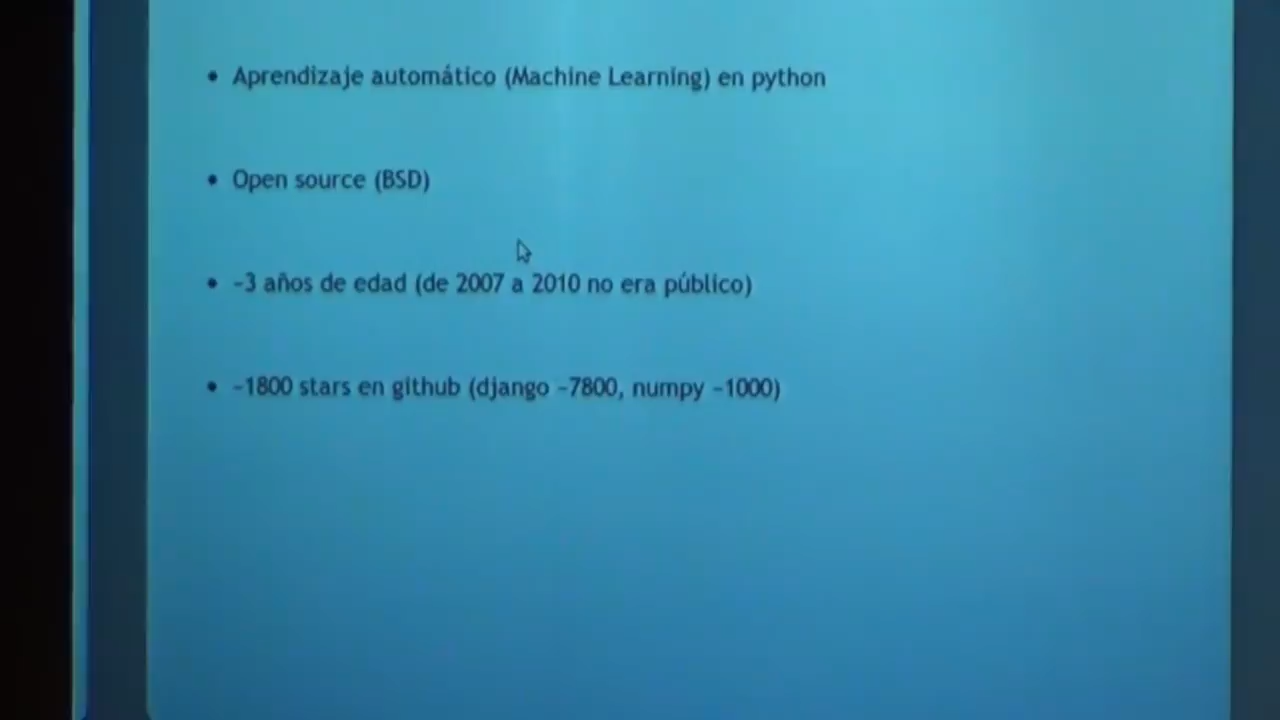 • Aprendizaje automático (Machine Learning) en python
• Open source (BSD)
• ~3 años de edad (de 2007 a 2010 no era público)
• ~1800 stars en github (django ~7800, numpy ~1000)